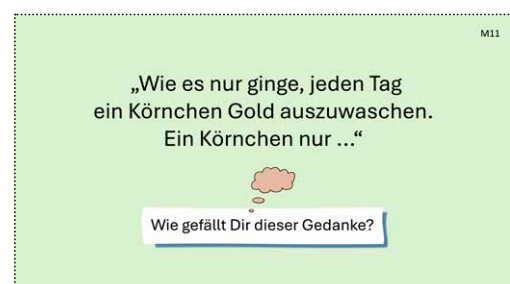 M11
„Wie es nur ginge, jeden Tag
ein Körnchen Gold auszuwaschen.
Ein Körnchen nur ...“
Wie gefällt Dir dieser Gedanke?